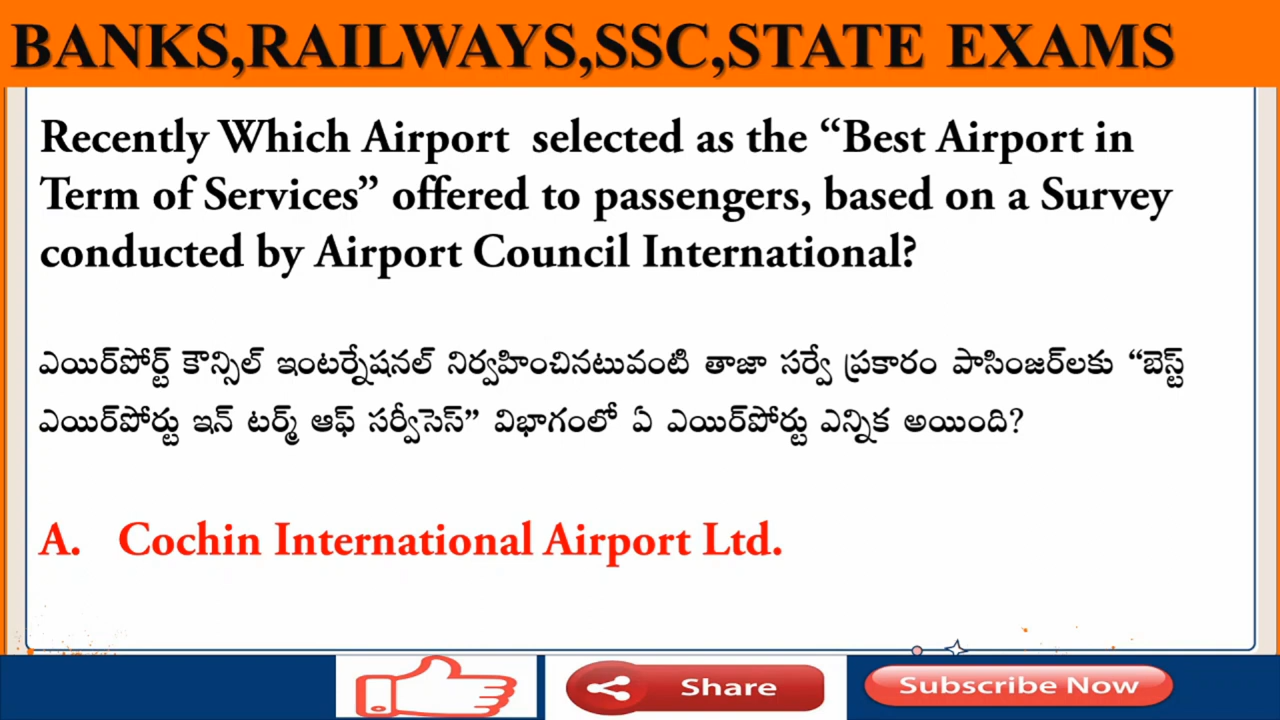 BANKS,RAILWAYS,SSC,STATE EXAMS
Recently Which Airport selected as the “Best Airport in
Term of Services” offered to passengers, based on a Survey
conducted by Airport Council International?
ఎయిర్‌పోర్ట్ కౌన్సిల్ ఇంటర్నేషనల్ నిర్వహించినటువంటి తాజా సర్వే ప్రకారం పాసింజర్‌లకు “బెస్ట్
ఎయిర్‌పోర్టు ఇన్ టర్మ్ ఆఫ్ సర్వీసెస్” విభాగంలో ఏ ఎయిర్‌పోర్టు ఎన్నిక అయింది?
A. Cochin International Airport Ltd.
Share
Subscribe Now